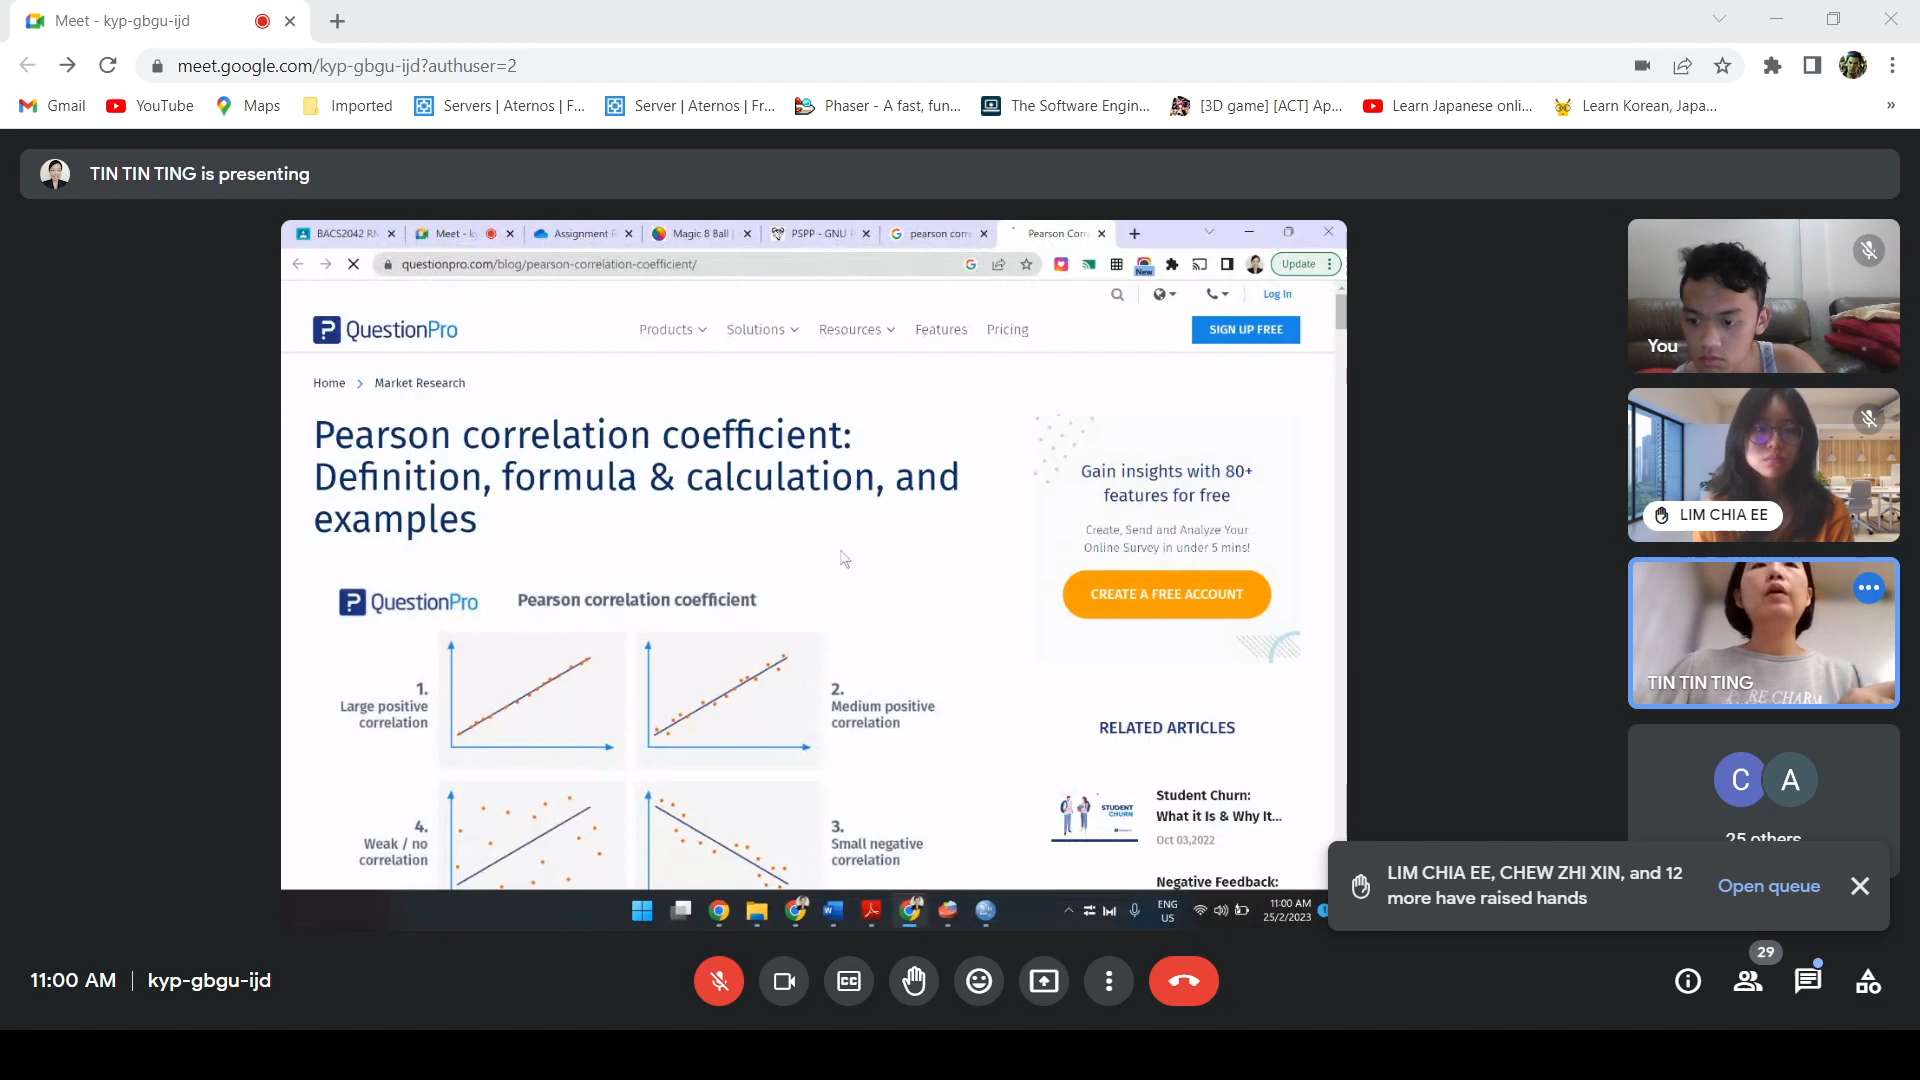 Meet - kyp-gbgu-ijd
meet.google.com/kyp-gbgu-ijd?authuser=2
Gmail
YouTube
Maps
Imported
Servers | Aternos | F...
Server | Aternos | Fr...
Phaser - A fast, fun...
The Software Engin...
[3D game] [ACT] Ap...
Learn Japanese onli...
Learn Korean, Japa...
»
TIN TIN TING is presenting
BACS2042 RM
Meet - ky
Assignment
Magic 8 Ball
PSPP - GNU
pearson corr
Pearson Corr
questionpro.com/blog/pearson-correlation-coefficient/
New
Update
Log In
QuestionPro
Products
Solutions
Resources
Features
Pricing
SIGN UP FREE
Home > Market Research
Pearson correlation coefficient:
Definition, formula & calculation, and
examples
Gain insights with 80+
features for free
Create, Send and Analyze Your
Online Survey in under 5 mins!
CREATE A FREE ACCOUNT
QuestionPro
Pearson correlation coefficient
1.
Large positive
correlation
2.
Medium positive
correlation
4.
Weak / no
correlation
3.
Small negative
correlation
RELATED ARTICLES
STUDENT
CHURN
Student Churn:
What it Is & Why It...
Oct 03,2022
Negative Feedback:
ENG
US
11:00 AM
25/2/2023
You
LIM CHIA EE
TIN TIN TING
RE CHARM
C
A
25 others
LIM CHIA EE, CHEW ZHI XIN, and 12
more have raised hands
Open queue
11:00 AM | kyp-gbgu-ijd
29